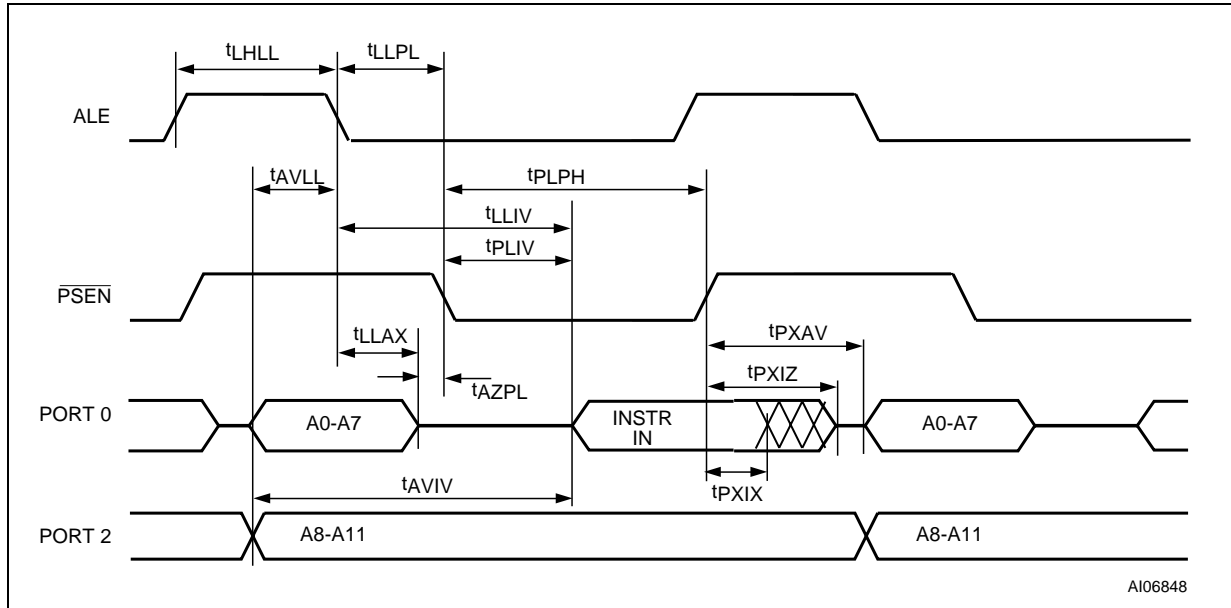 tLHLL
tLLPL
ALE
tAVLL
tPLPH
tLLIV
tPLIV
PSEN
tLLAX
tPXAV
tPXIZ
tAZPL
PORT 0
A0-A7
INSTR
IN
A0-A7
tPXIX
tAVIV
PORT 2
A8-A11
A8-A11
AI06848